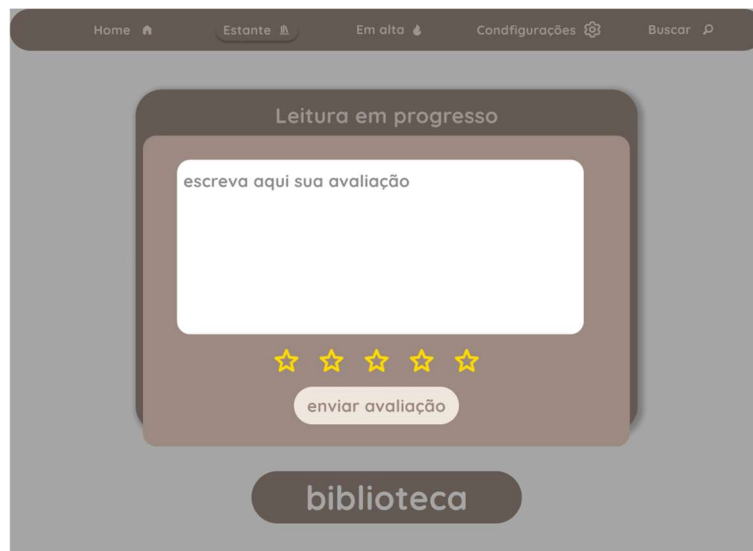 Home Estante Em alta Condfigurações Buscar
Leitura em progresso
escreva aqui sua avaliação
enviar avaliação
biblioteca